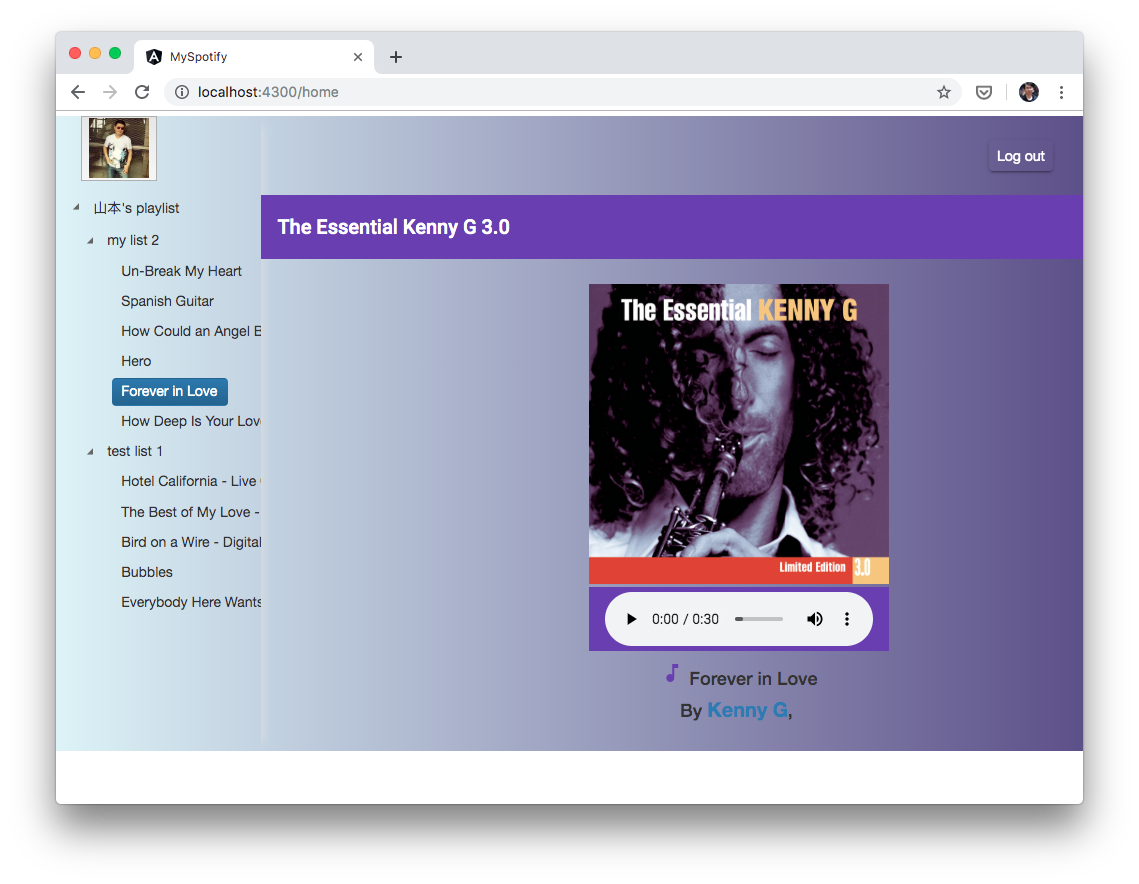 MySpotify
localhost:4300/home
Log out
山本's playlist
my list 2
Un-Break My Heart
Spanish Guitar
How Could an Angel B
Hero
Forever in Love
How Deep Is Your Lov
test list 1
Hotel California - Live
The Best of My Love -
Bird on a Wire - Digital
Bubbles
Everybody Here Wants
The Essential Kenny G 3.0
The Essential KENNY G
Limited Edition 3.0
0:00 / 0:30
Forever in Love
By Kenny G,